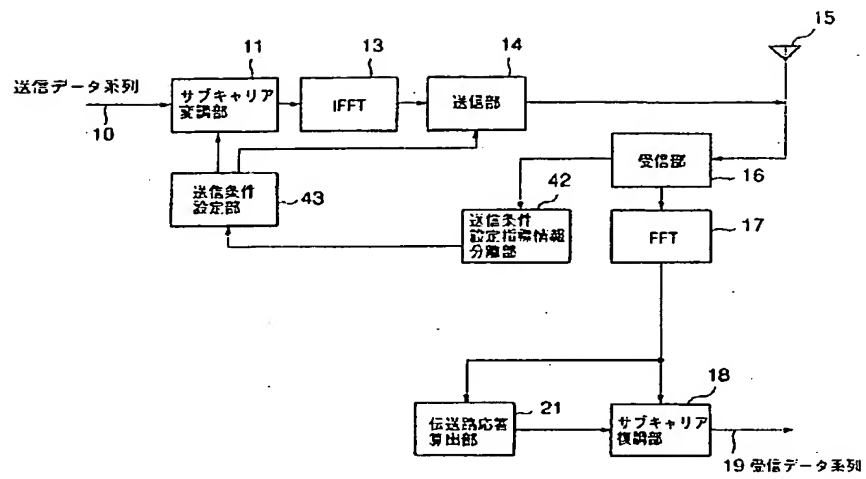 15
11
13
14
送信データ系列
サブキャリア
変調部
IFFT
送信部
10
受信部
16
送信条件
設定部
43
42
送信条件
設定指標情報
分離部
FFT
17
伝送路応答
算出部
21
18
サブキャリア
復調部
19 受信データ系列